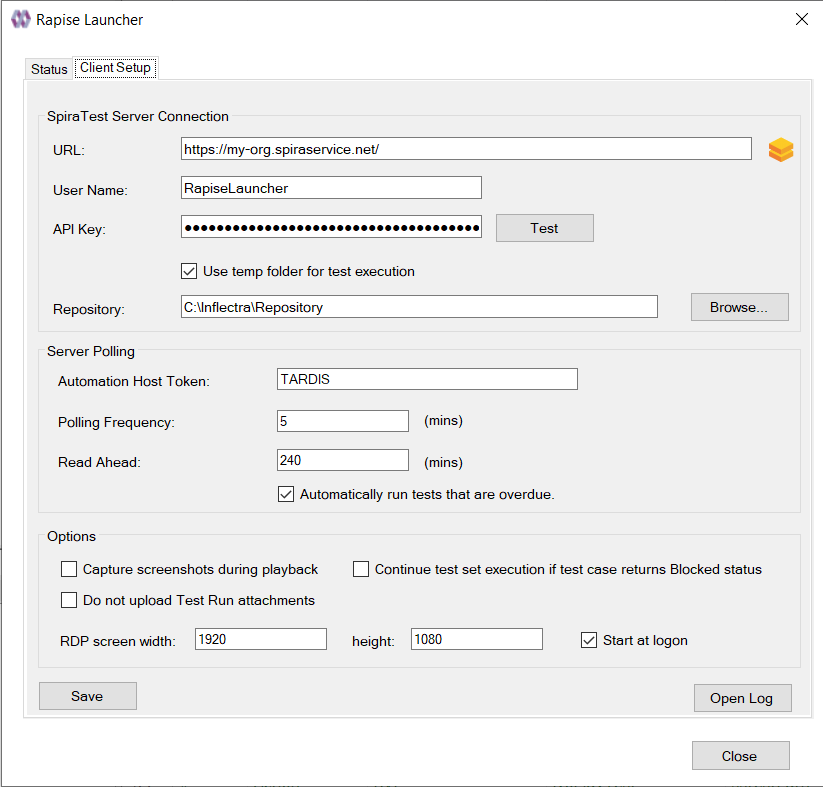 Rapise Launcher
Status Client Setup
SpiraTest Server Connection
URL: https://my-org.spiraservice.net/
User Name: RapiseLauncher
API Key: ●●●●●●●●●●●●●●●●●●●●●●●●●●●●●●●●●●●●● Test
Use temp folder for test execution
Repository: C:\Inflectra\Repository Browse...
Server Polling
Automation Host Token: TARDIS
Polling Frequency: 5 (mins)
Read Ahead: 240 (mins)
Automatically run tests that are overdue.
Options
Capture screenshots during playback Continue test set execution if test case returns Blocked status
Do not upload Test Run attachments
RDP screen width: 1920 height: 1080 Start at logon
Save Open Log
Close